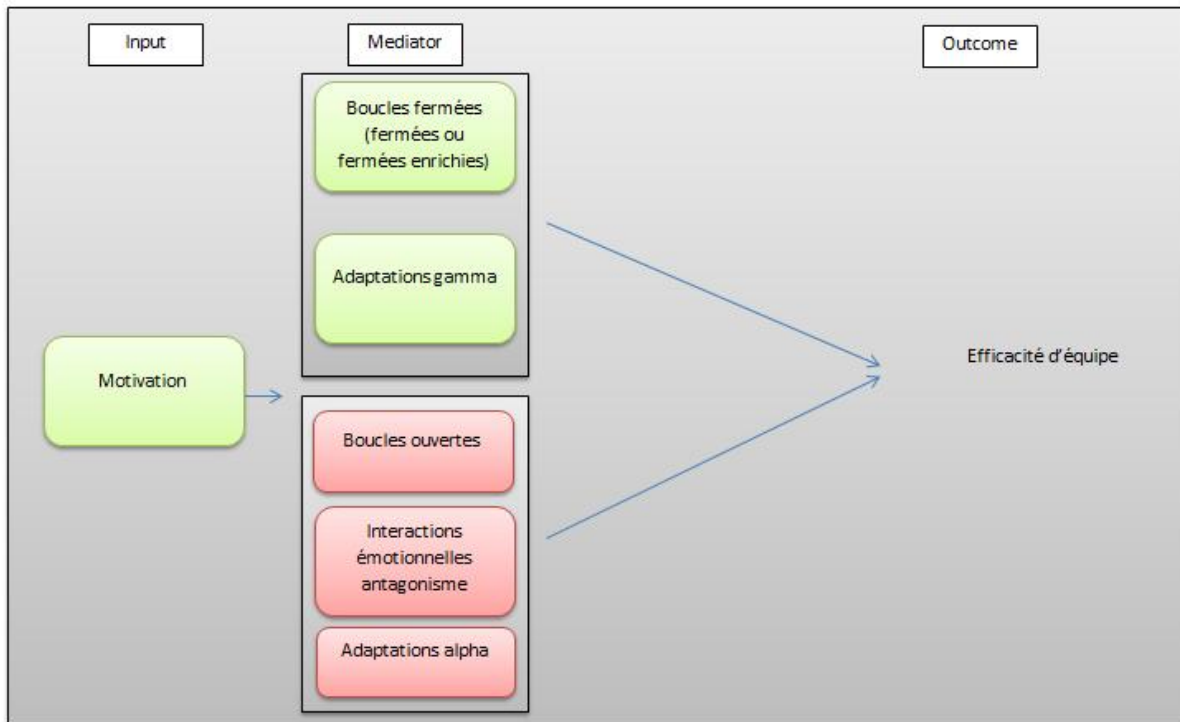 Input
Mediator
Outcome
Boucles fermées
(fermées ou
fermées enrichies)
Adaptations gamma
Motivation
Efficacité d'équipe
Boucles ouvertes
Interactions
émotionnelles
antagonisme
Adaptations alpha